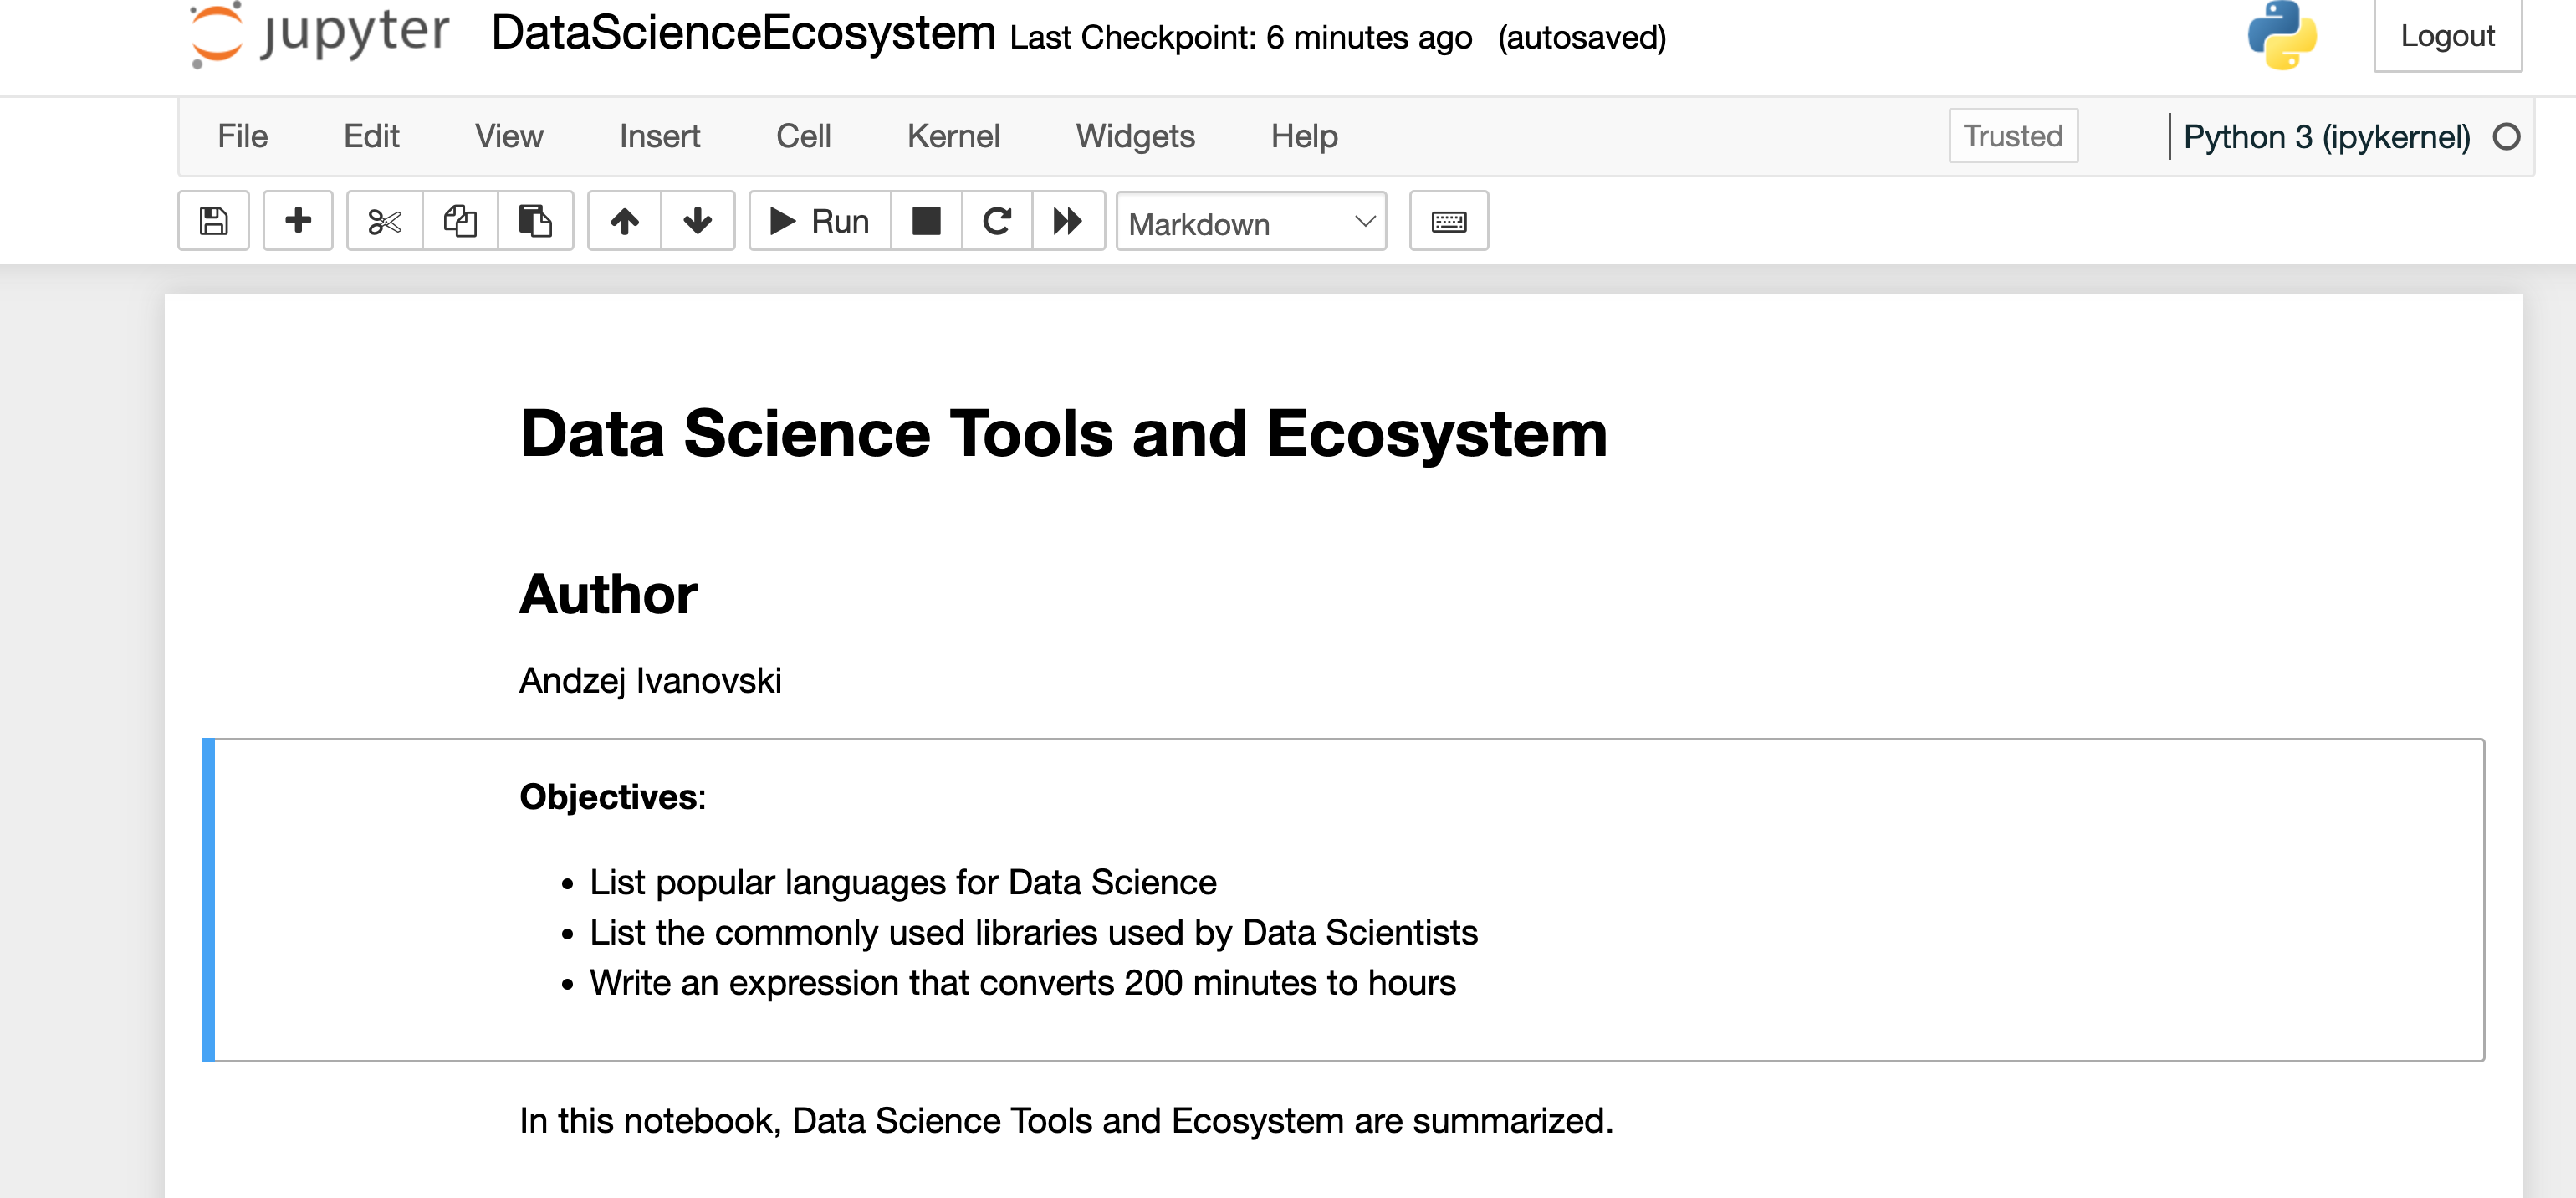 jupyter DataScienceEcosystem Last Checkpoint: 6 minutes ago (autosaved) Logout
File Edit View Insert Cell Kernel Widgets Help Trusted Python 3 (ipykernel)
Run Markdown
Data Science Tools and Ecosystem
Author
Andzej Ivanovski
Objectives:
• List popular languages for Data Science
• List the commonly used libraries used by Data Scientists
• Write an expression that converts 200 minutes to hours
In this notebook, Data Science Tools and Ecosystem are summarized.